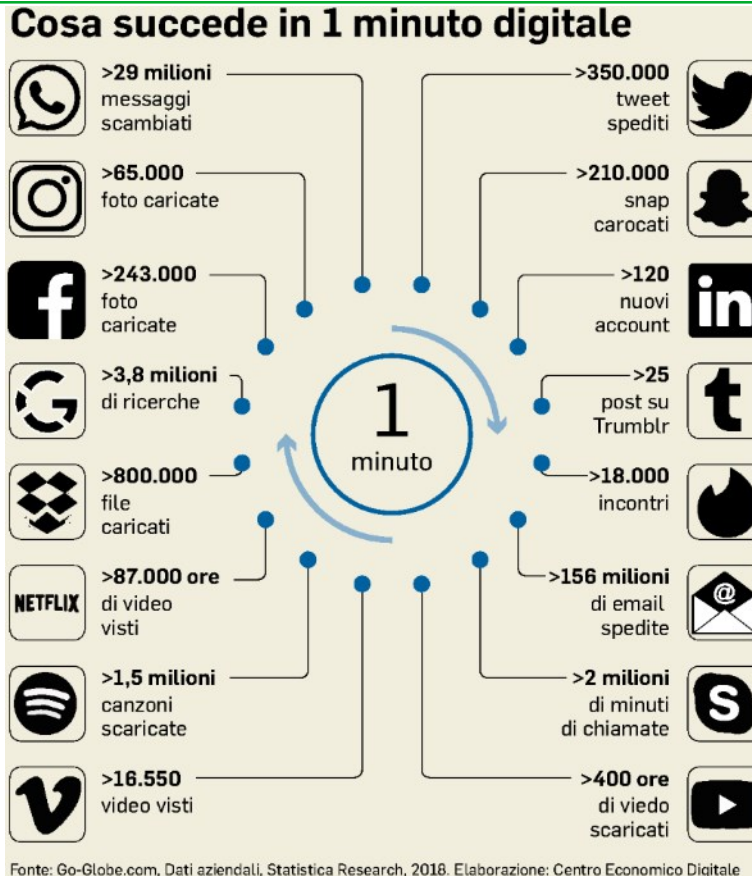 Cosa succede in 1 minuto digitale
>29 milioni
messaggi
scambiati
>65.000
foto caricate
>243.000
foto
caricate
>3,8 milioni
di ricerche
>800.000
file
caricati
NETFLIX
>87.000 ore
di video
visti
>1,5 milioni
canzoni
scaricate
>16.550
video visti
1
minuto
>350.000
tweet
spediti
>210.000
snap
carocati
>120
nuovi
account
in
>25
post su
Trumblr
t
>18.000
incontri
>156 milioni
di email
spedite
@
>2 milioni
di minuti
di chiamate
S
>400 ore
di viedo
scaricati
Fonte: Go-Globe.com, Dati aziendali, Statistica Research, 2018. Elaborazione: Centro Economico Digitale